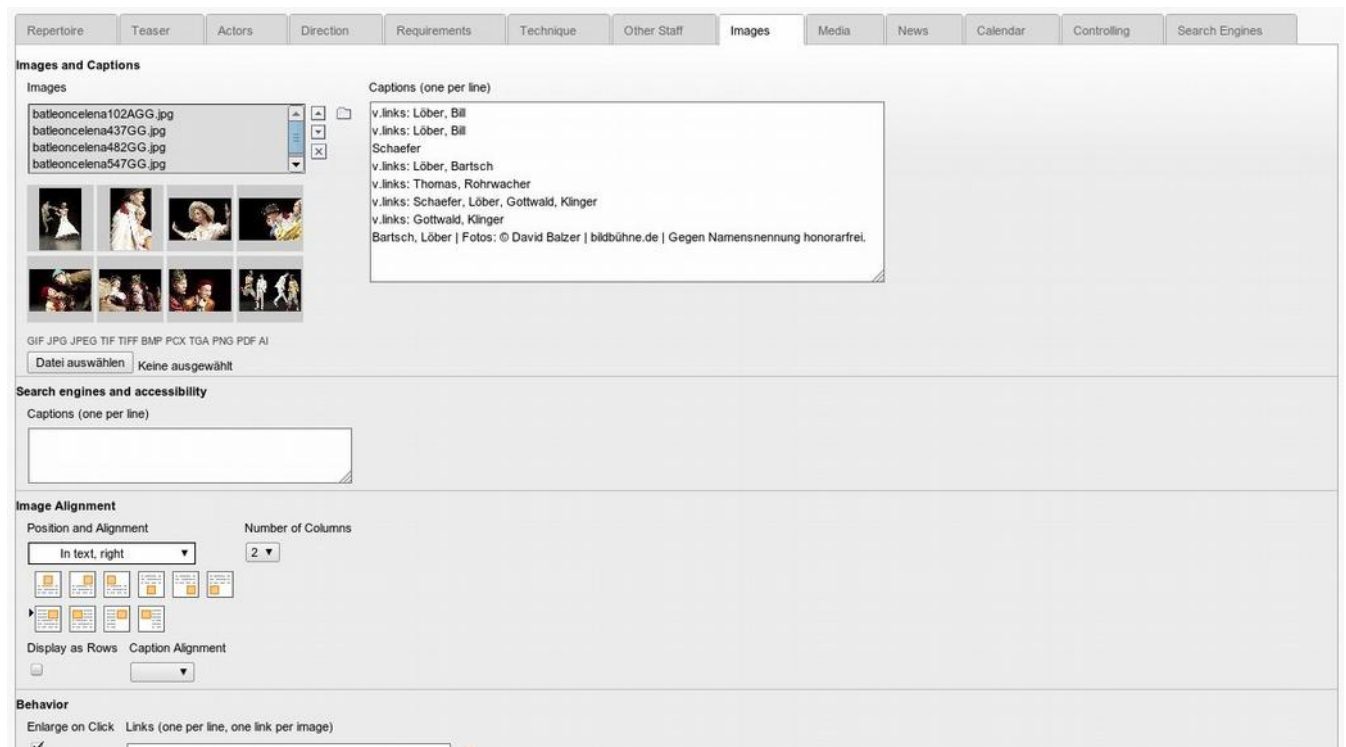 Repertoire Teaser Actors Direction Requirements Technique Other Staff Images Media News Calendar Controlling Search Engines
Images and Captions
Images
Captions (one per line)
batleoncelena102AGG.jpg
batleoncelena437GG.jpg
batleoncelena482GG.jpg
batleoncelena547GG.jpg
v.links: Löber, Bill
v.links: Löber, Bill
Schaefer
v.links: Löber, Bartsch
v.links: Thomas, Rohrwacher
v.links: Schaefer, Löber, Gottwald, Klinger
v.links: Gottwald, Klinger
Bartsch, Löber | Fotos: © David Balzer | bildbühne.de | Gegen Namensnennung honorarfrei.
GIF JPG JPEG TIF TIFF BMP PCX TGA PNG PDF AI
Datei auswählen Keine ausgewählt
Search engines and accessibility
Captions (one per line)
Image Alignment
Position and Alignment Number of Columns
In text, right 2
Display as Rows Caption Alignment
Behavior
Enlarge on Click Links (one per line, one link per image)